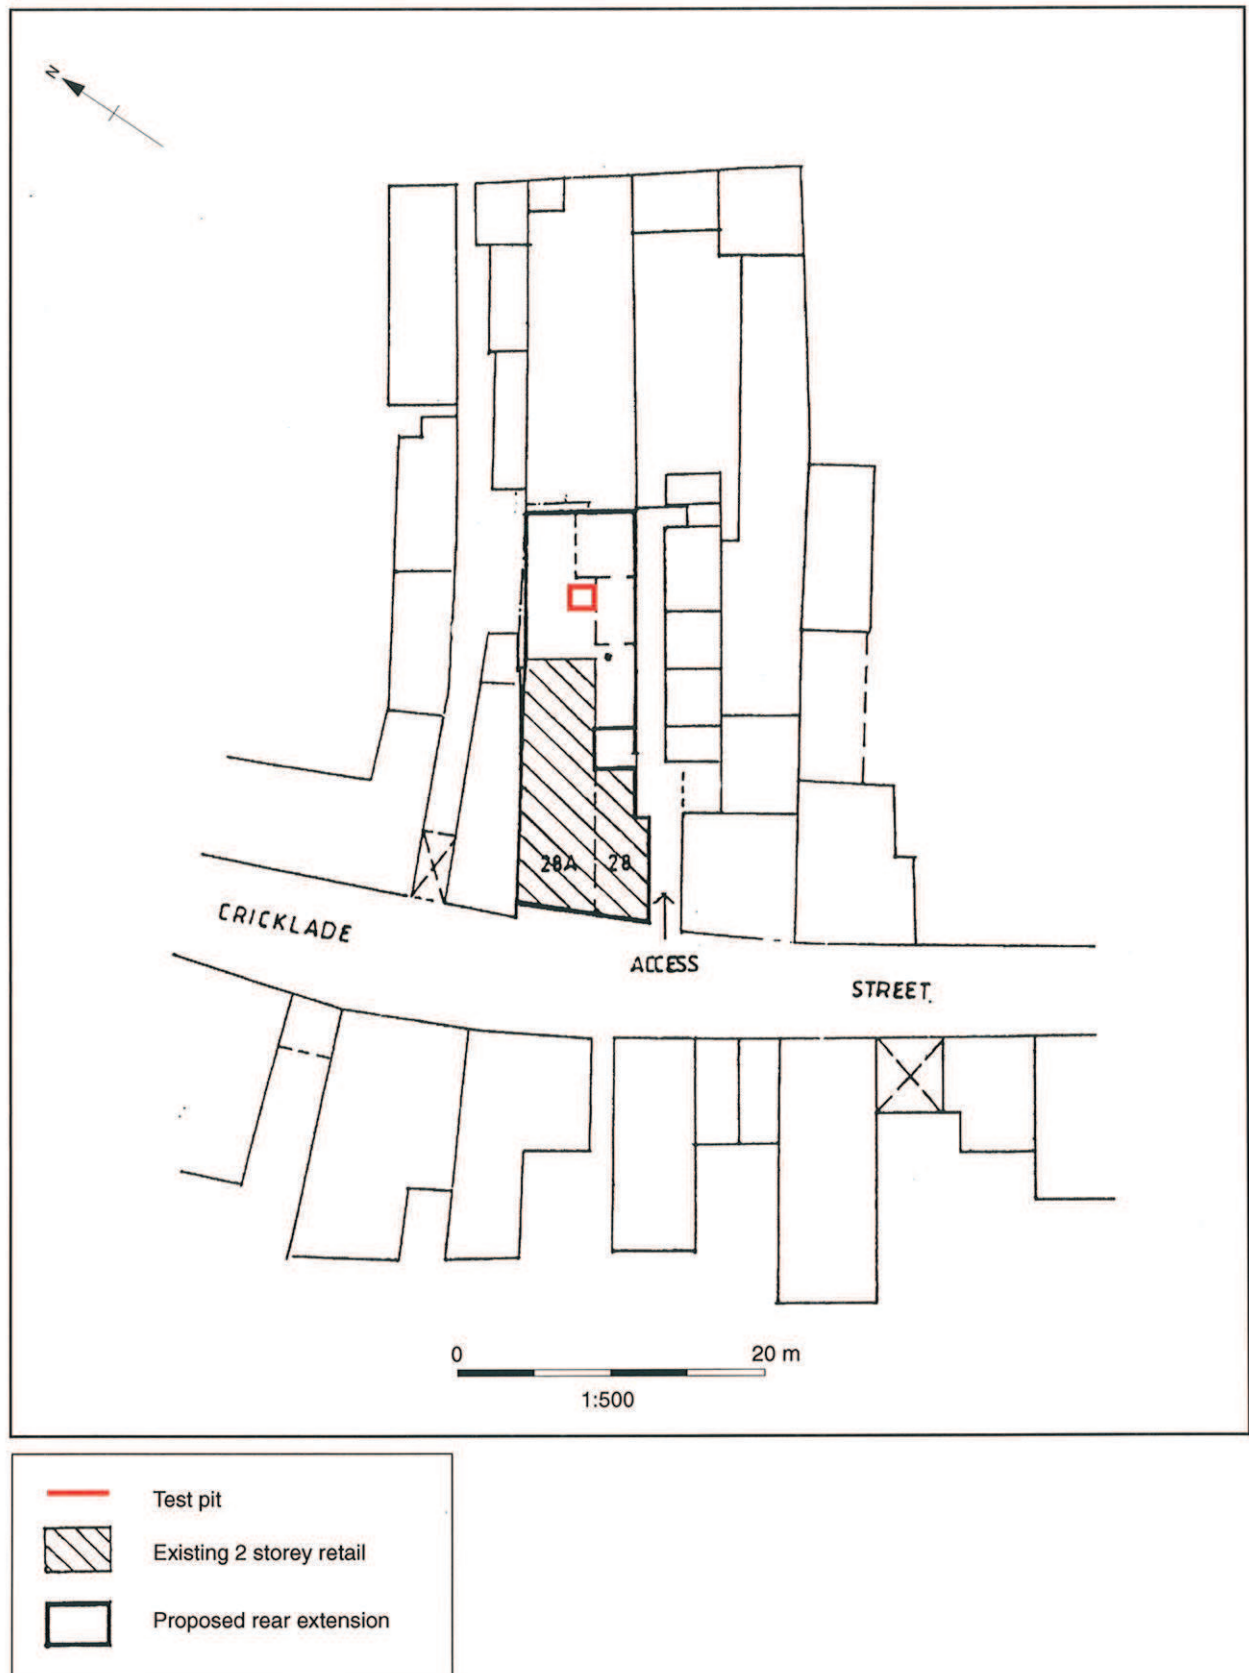 N
28A 28
CRICKLADE
ACCESS
STREET.
0 20 m
1:500
Test pit
Existing 2 storey retail
Proposed rear extension